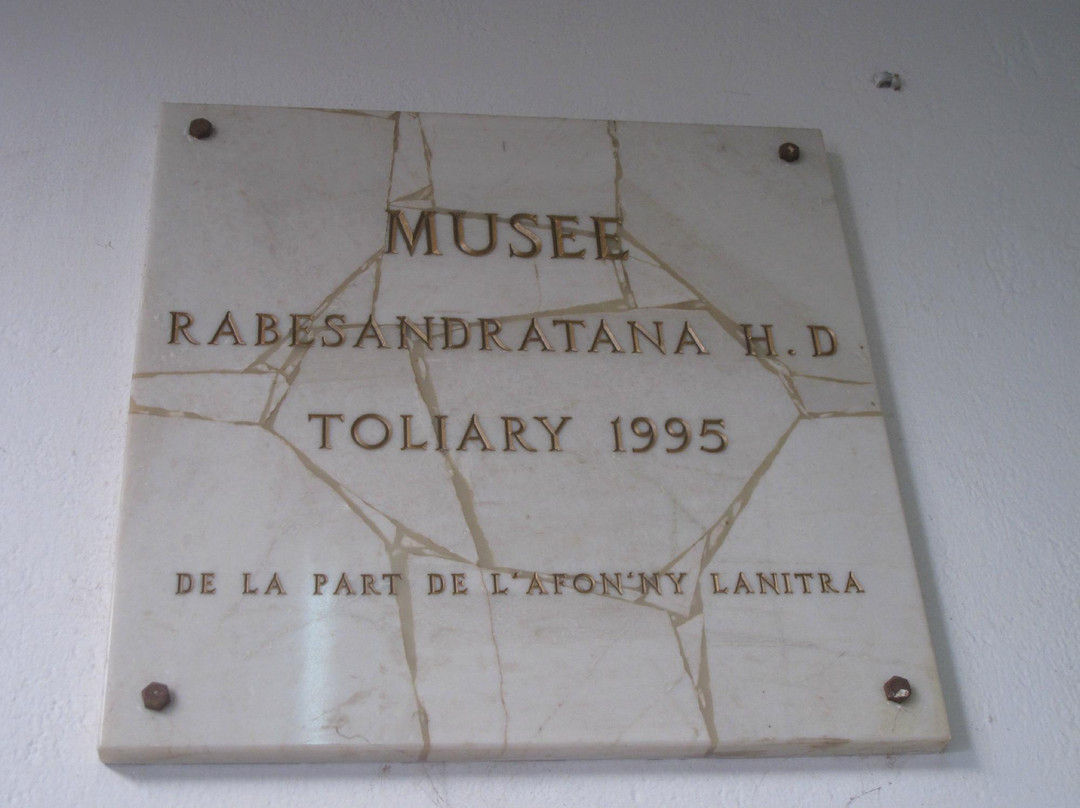 MUSEE
RABESANDRATANA H. D
TOLIARY 1995
DE LA PART DE L'AFON'NY LANITRA